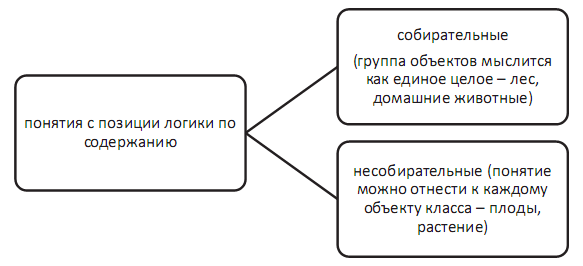 понятия с позиции логики по
содержанию
собирательные
(группа объектов мыслится
как единое целое – лес,
домашние животные)
несобирательные (понятие
можно отнести к каждому
объекту класса – плоды,
растение)